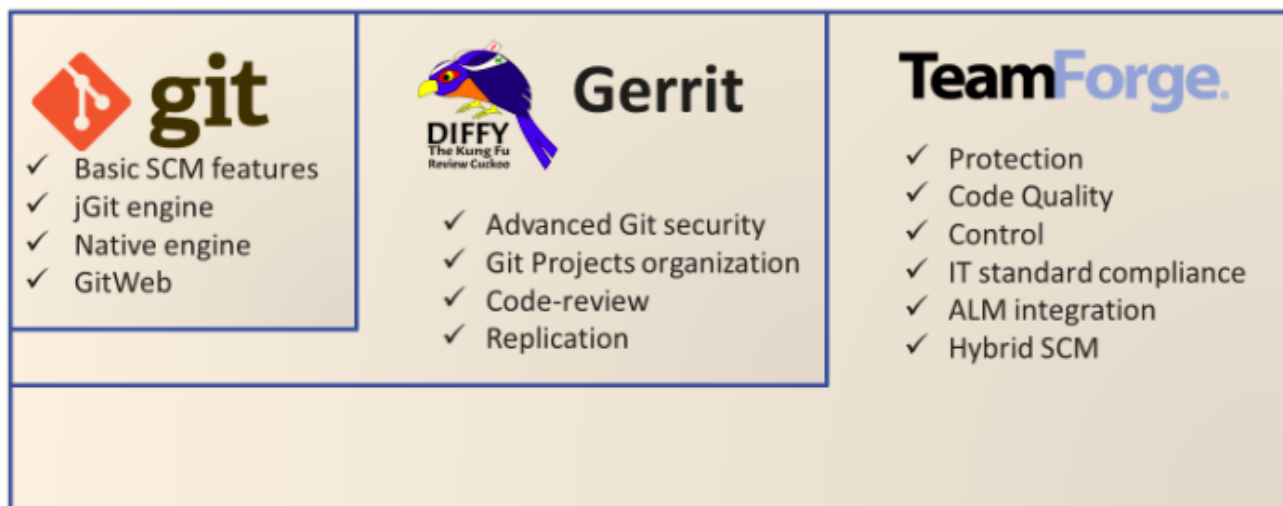 git
Basic SCM features
jGit engine
Native engine
GitWeb
Gerrit
DIFFY
The Kung Fu
Review Cuckoo
Advanced Git security
Git Projects organization
Code-review
Replication
TeamForge.
Protection
Code Quality
Control
IT standard compliance
ALM integration
Hybrid SCM